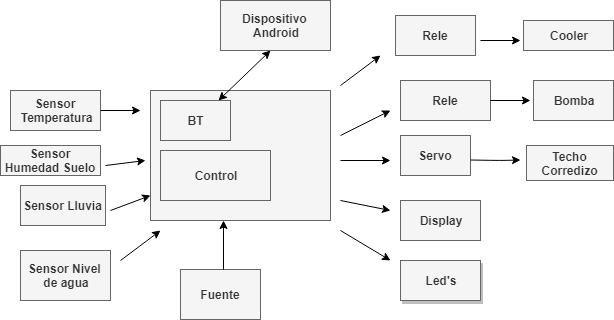 Dispositivo
Android
Rele
Cooler
Sensor
Temperatura
BT
Rele
Bomba
Sensor
Humedad Suelo
Control
Servo
Techo
Corredizo
Sensor Lluvia
Display
Sensor Nivel
de agua
Fuente
Led's